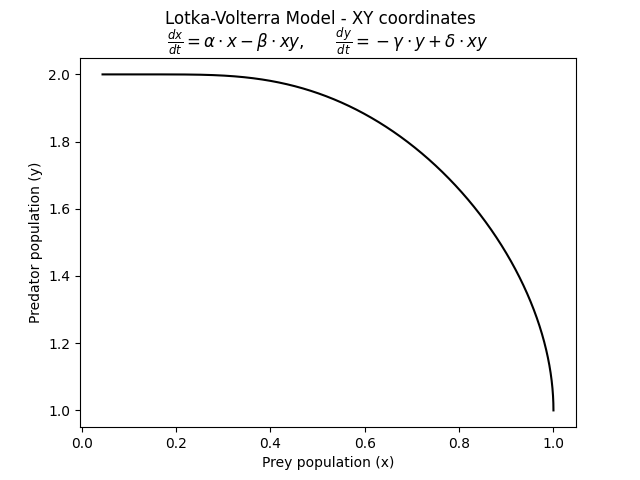 Lotka-Volterra Model - XY coordinates
dx/dt = α · x − β · xy,    dy/dt = −γ · y + δ · xy
Predator population (y)
2.0
1.8
1.6
1.4
1.2
1.0
0.0 0.2 0.4 0.6 0.8 1.0
Prey population (x)